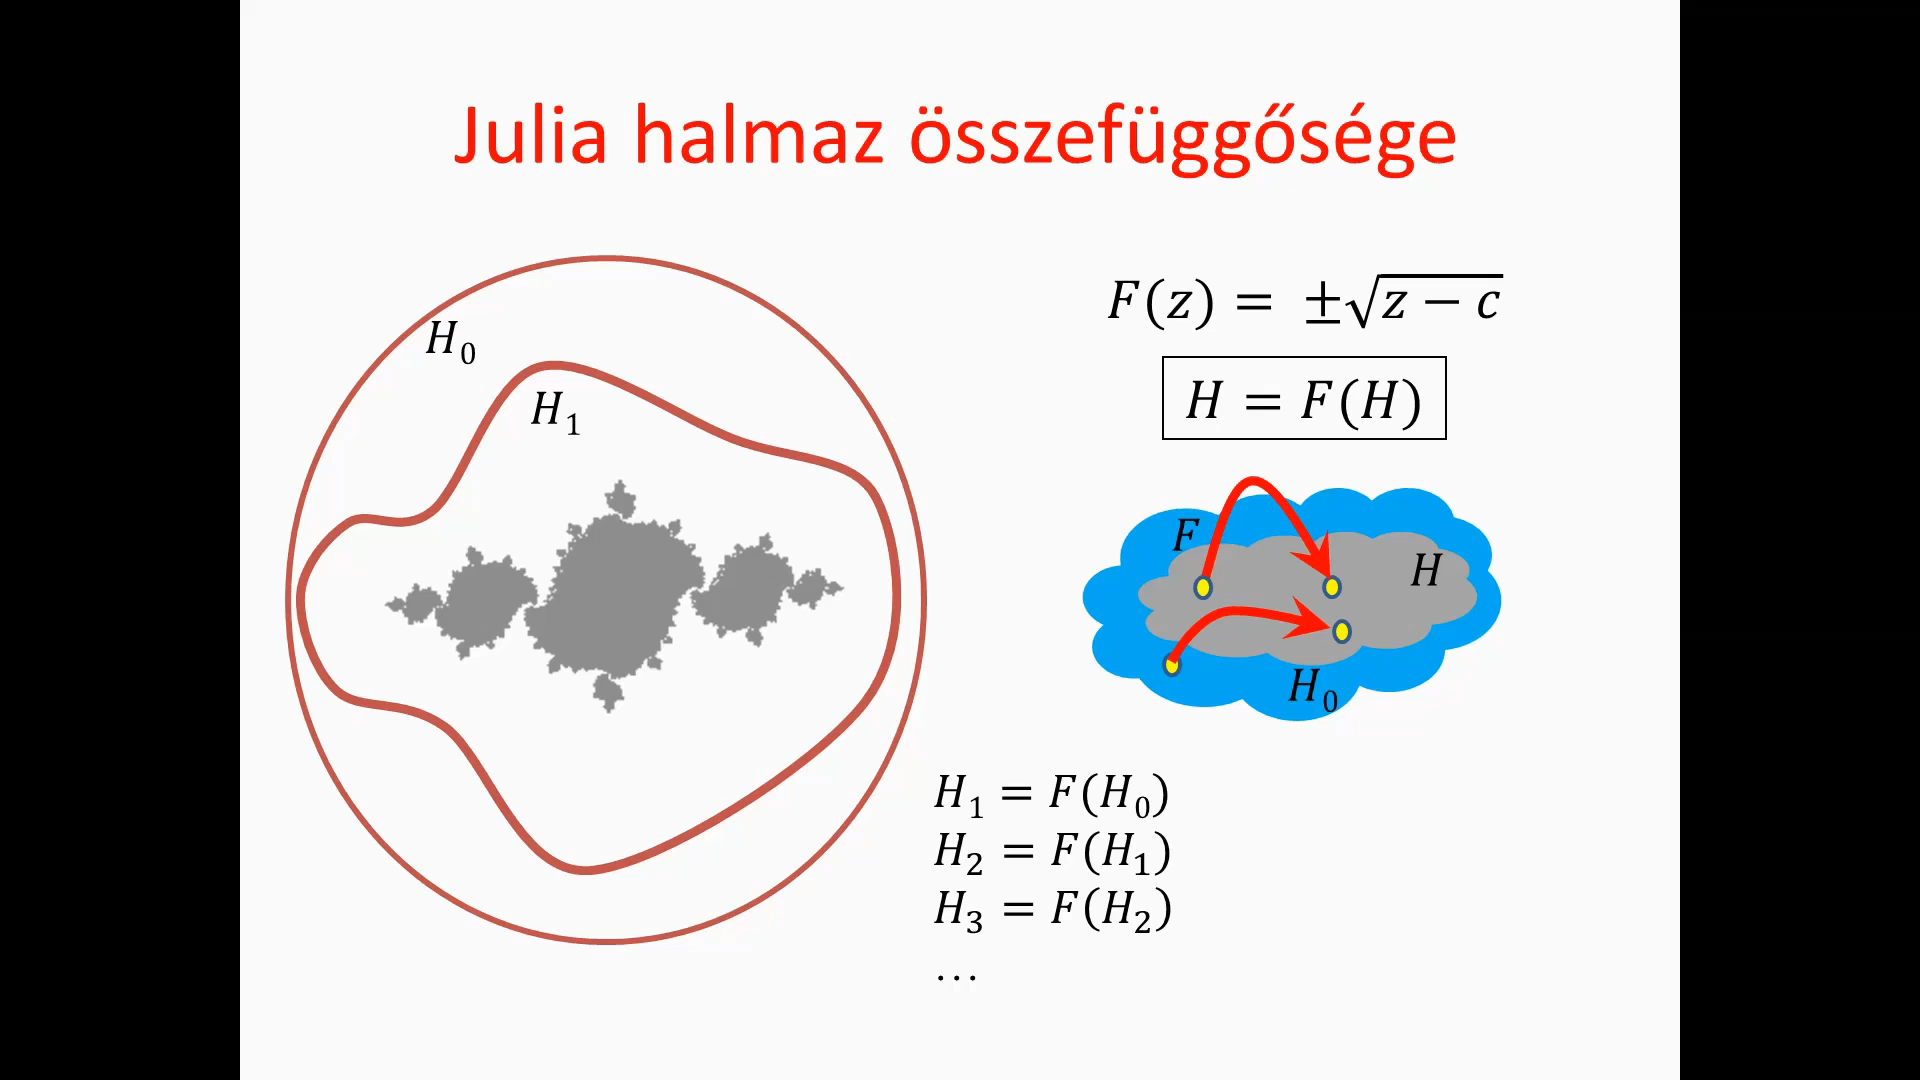 Julia halmaz összefüggősége
H₀
H₁
F(z) = ±√(z − c)
H = F(H)
F
H
H₀
H₁ = F(H₀)
H₂ = F(H₁)
H₃ = F(H₂)
…